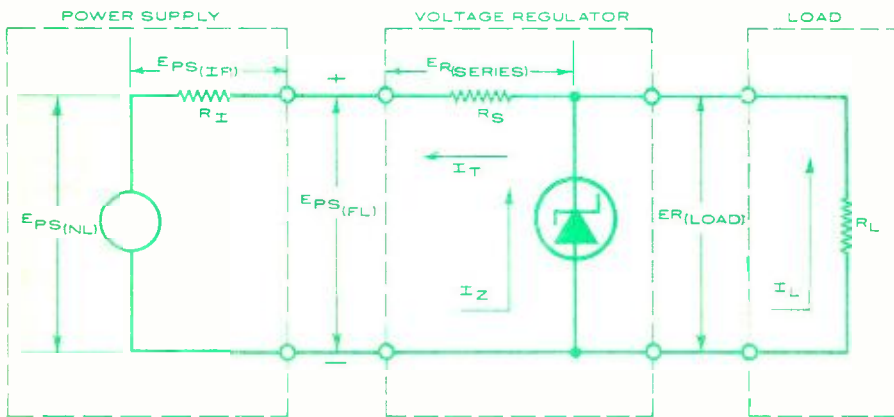 POWER SUPPLY
VOLTAGE REGULATOR
LOAD
EPS(IF)
+
ER(SERIES)
RI
RS
IT
EPS(NL)
EPS(FL)
ER(LOAD)
RL
IZ
IL
−